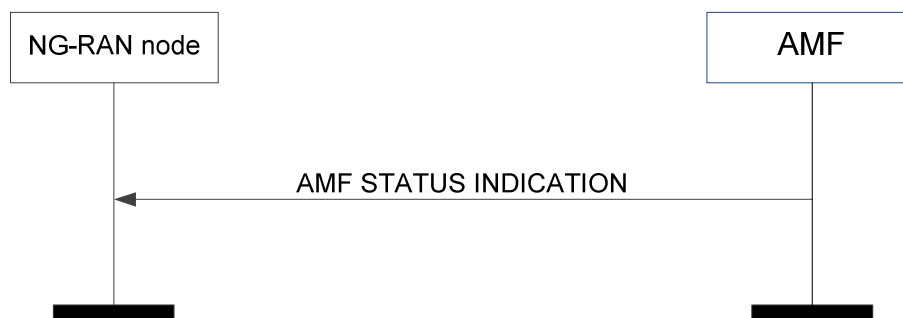 NG-RAN node
AMF
AMF STATUS INDICATION